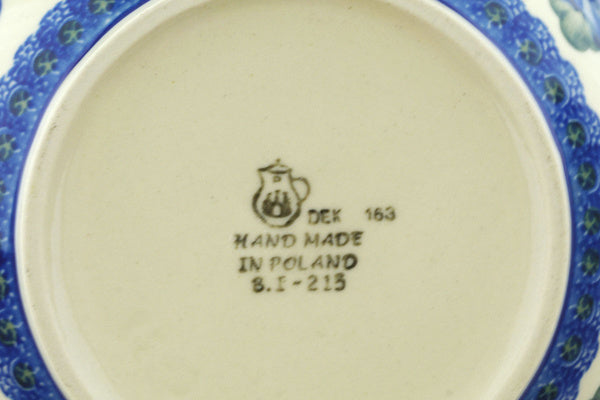 DEK 163
HAND MADE
IN POLAND
B.I-213